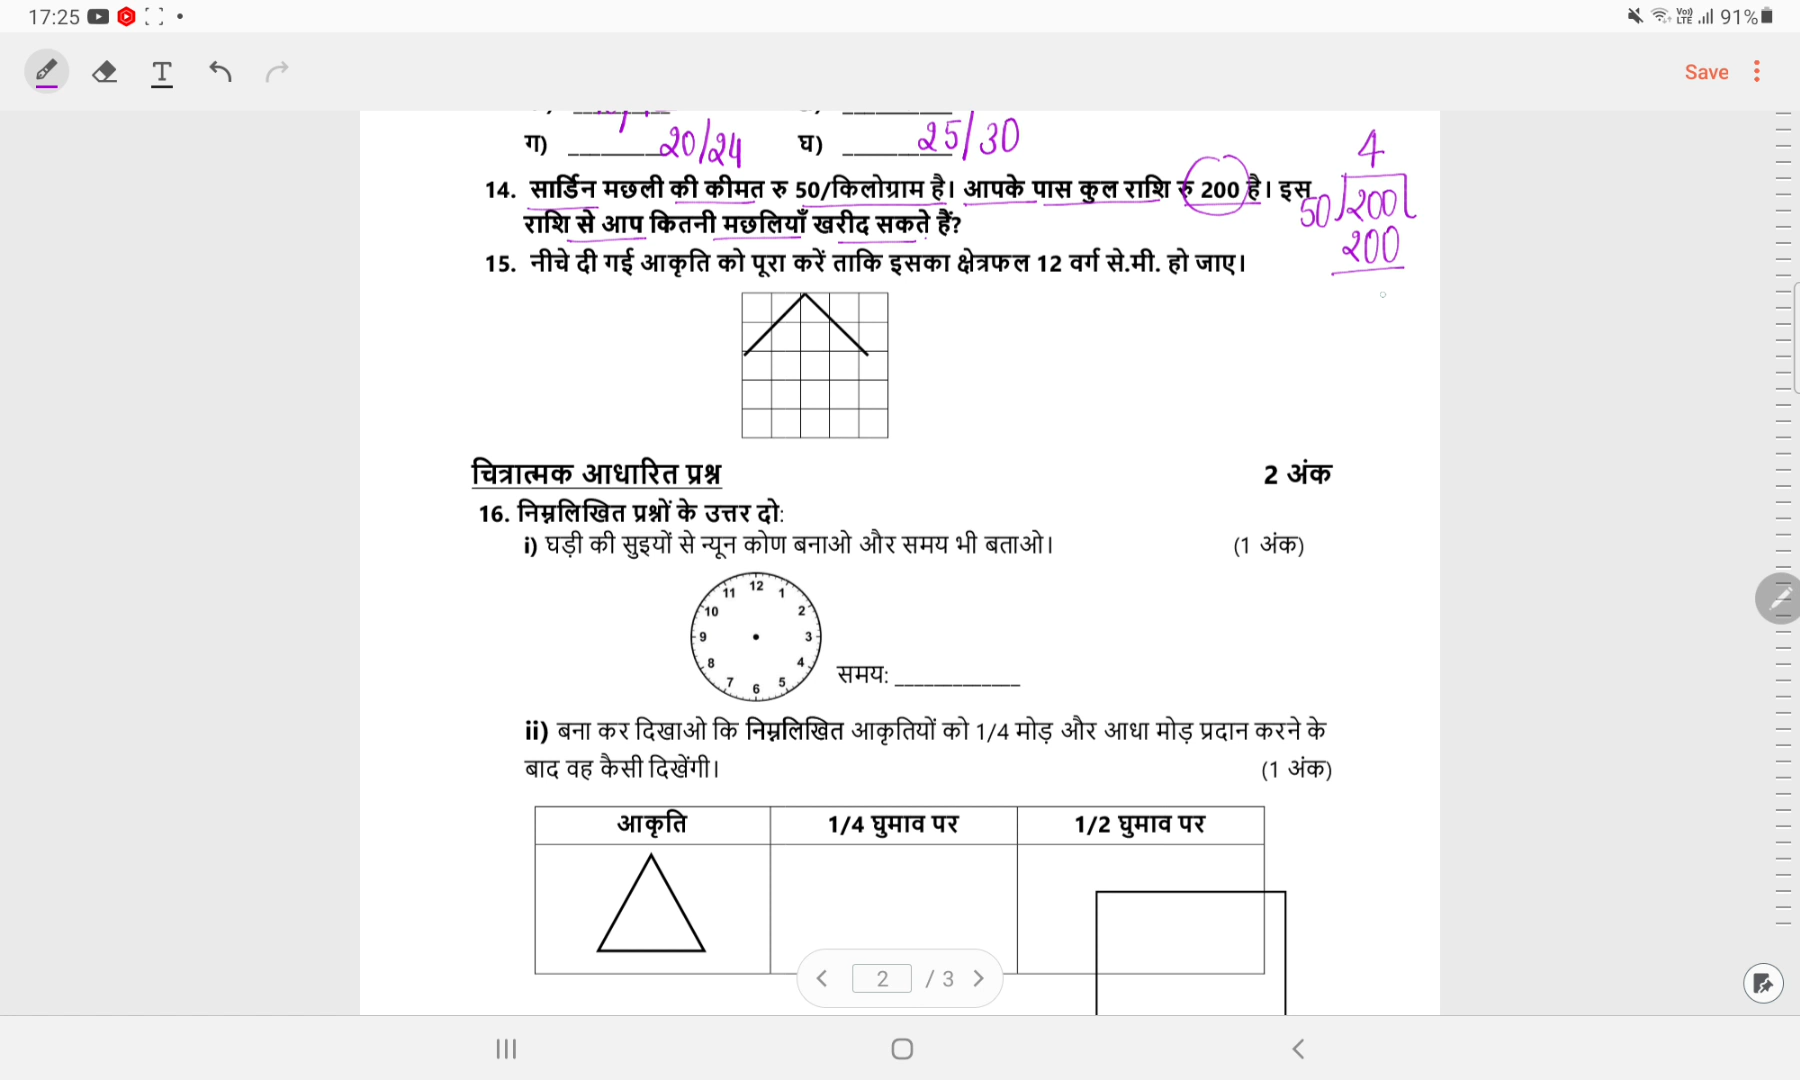 17:25
91%
Save
ग) ________ 20/24 घ) ________ 25/30
14. सार्डिन मछली की कीमत रु 50/किलोग्राम है। आपके पास कुल राशि रु 200 है। इस
राशि से आप कितनी मछलियाँ खरीद सकते हैं?
4
50)200(
200
15. नीचे दी गई आकृति को पूरा करें ताकि इसका क्षेत्रफल 12 वर्ग से.मी. हो जाए।
चित्रात्मक आधारित प्रश्न 2 अंक
16. निम्नलिखित प्रश्नों के उत्तर दो:
i) घड़ी की सुइयों से न्यून कोण बनाओ और समय भी बताओ। (1 अंक)
12
11 1
10 2
9 3
8 4
7 6 5
समय: ____________
ii) बना कर दिखाओ कि निम्नलिखित आकृतियों को 1/4 मोड़ और आधा मोड़ प्रदान करने के
बाद वह कैसी दिखेंगी। (1 अंक)
आकृति 1/4 घुमाव पर 1/2 घुमाव पर
2 / 3